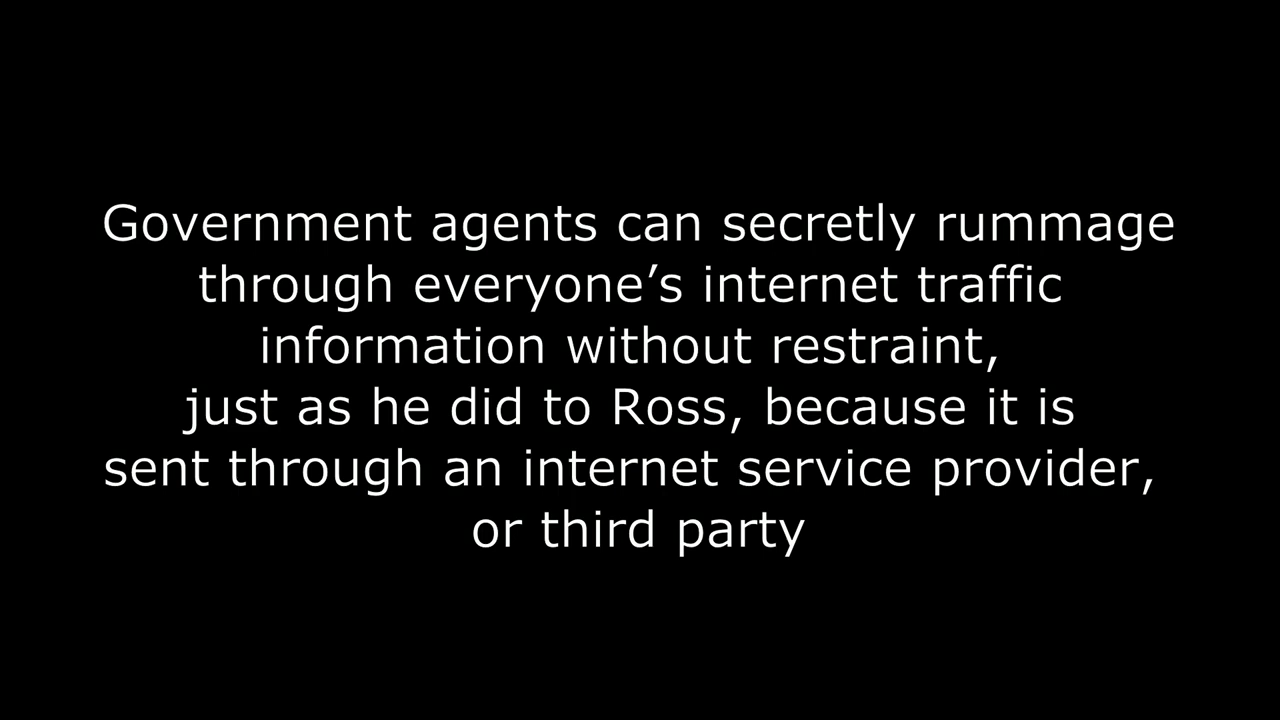 Government agents can secretly rummage
through everyone’s internet traffic
information without restraint,
just as he did to Ross, because it is
sent through an internet service provider,
or third party